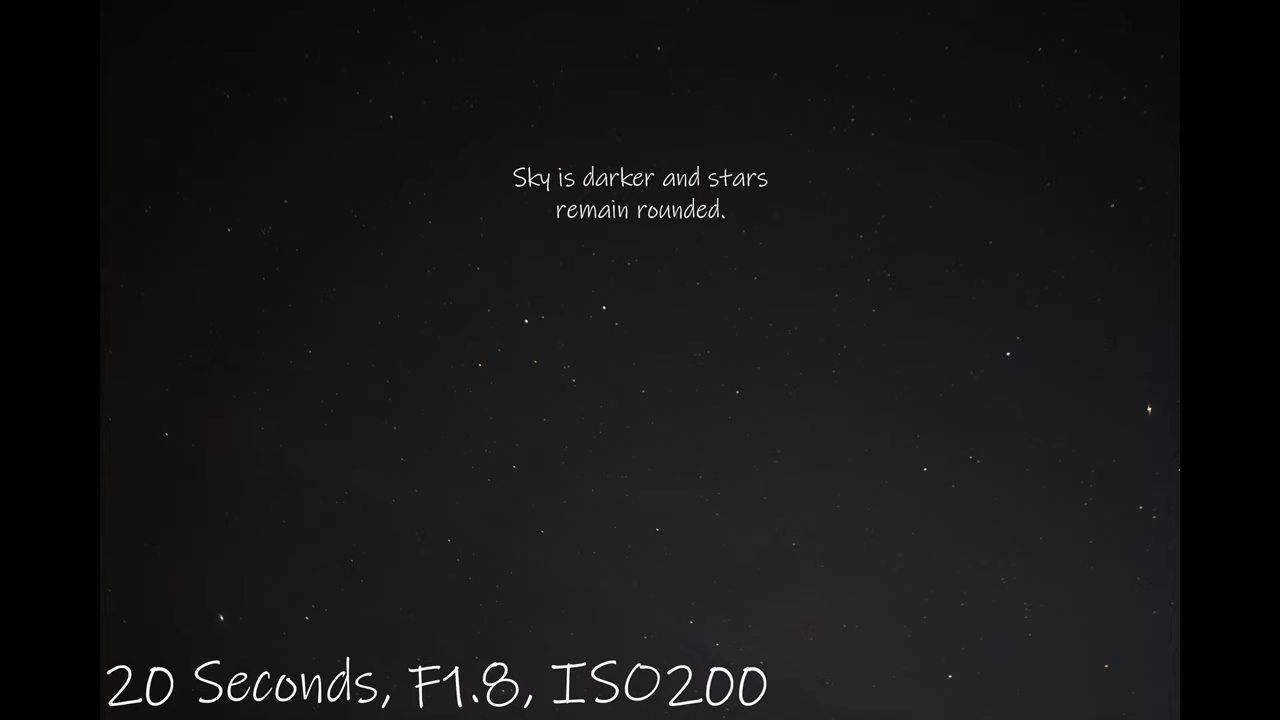 Sky is darker and stars
remain rounded.
20 Seconds, F1.8, ISO200